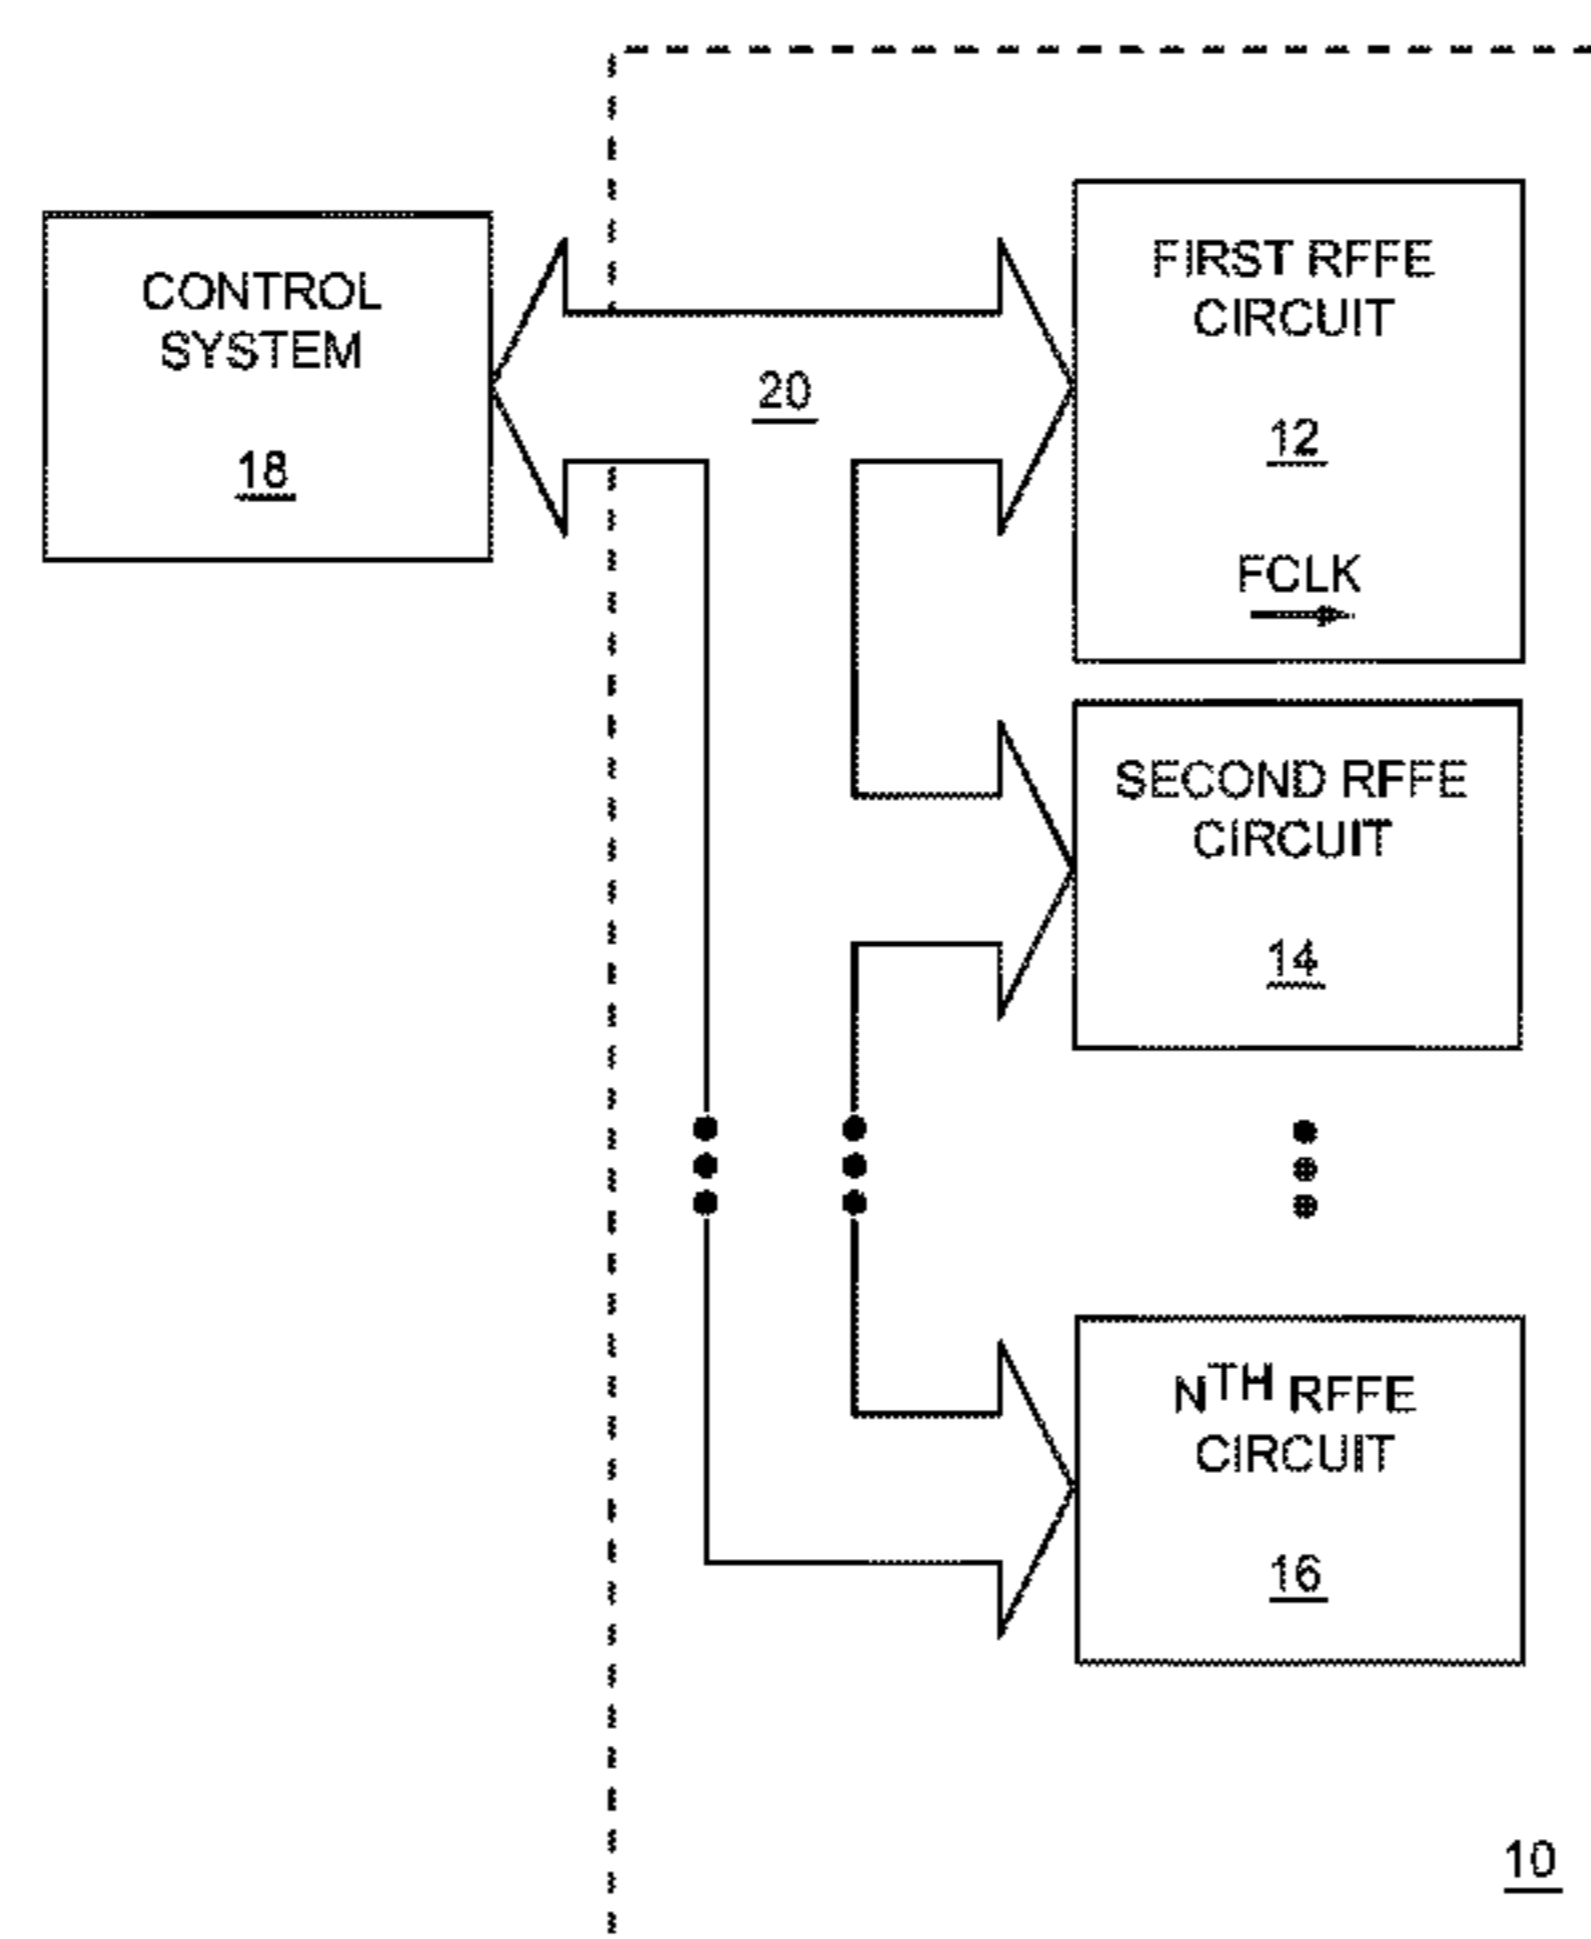 CONTROL
SYSTEM
18
20
FIRST RFFE
CIRCUIT
12
FCLK
SECOND RFFE
CIRCUIT
14
NTH RFFE
CIRCUIT
16
10